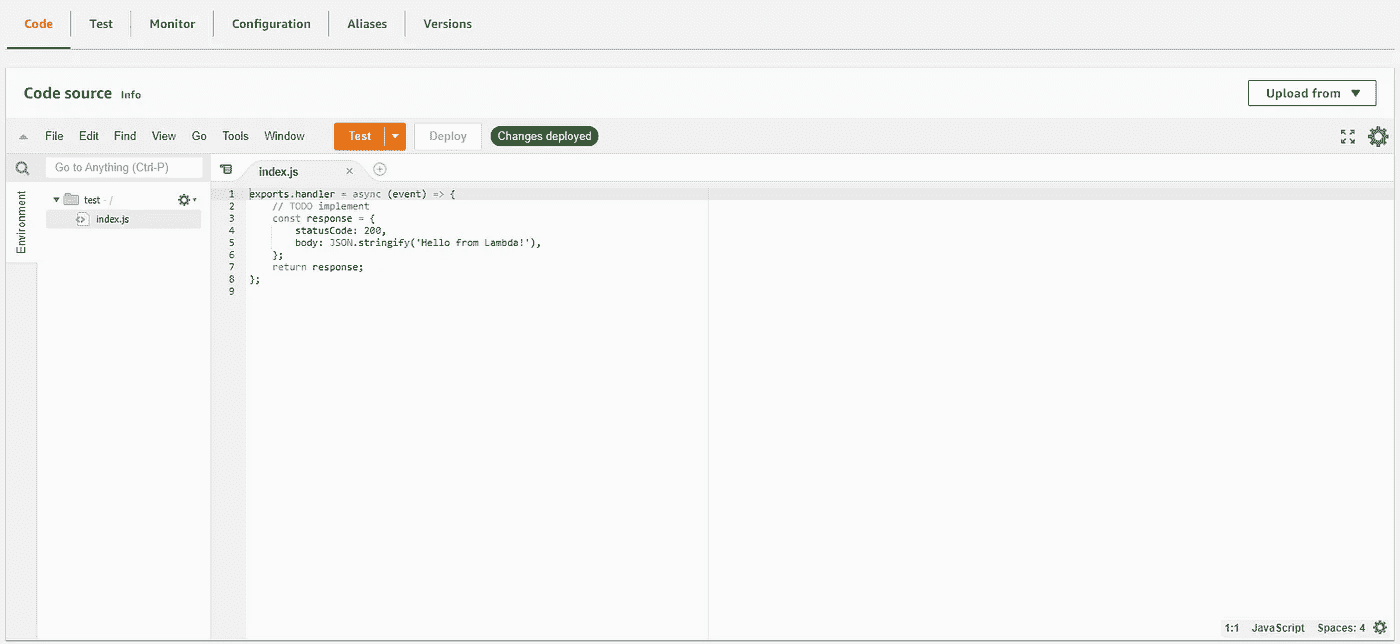 Code Test Monitor Configuration Aliases Versions
Code source Info Upload from
File Edit Find View Go Tools Window Test Deploy Changes deployed
Go to Anything (Ctrl-P) index.js
Environment
test - /
index.js
1 exports.handler = async (event) => {
2     // TODO implement
3     const response = {
4         statusCode: 200,
5         body: JSON.stringify('Hello from Lambda!'),
6     };
7     return response;
8 };
9
1:1 JavaScript Spaces: 4